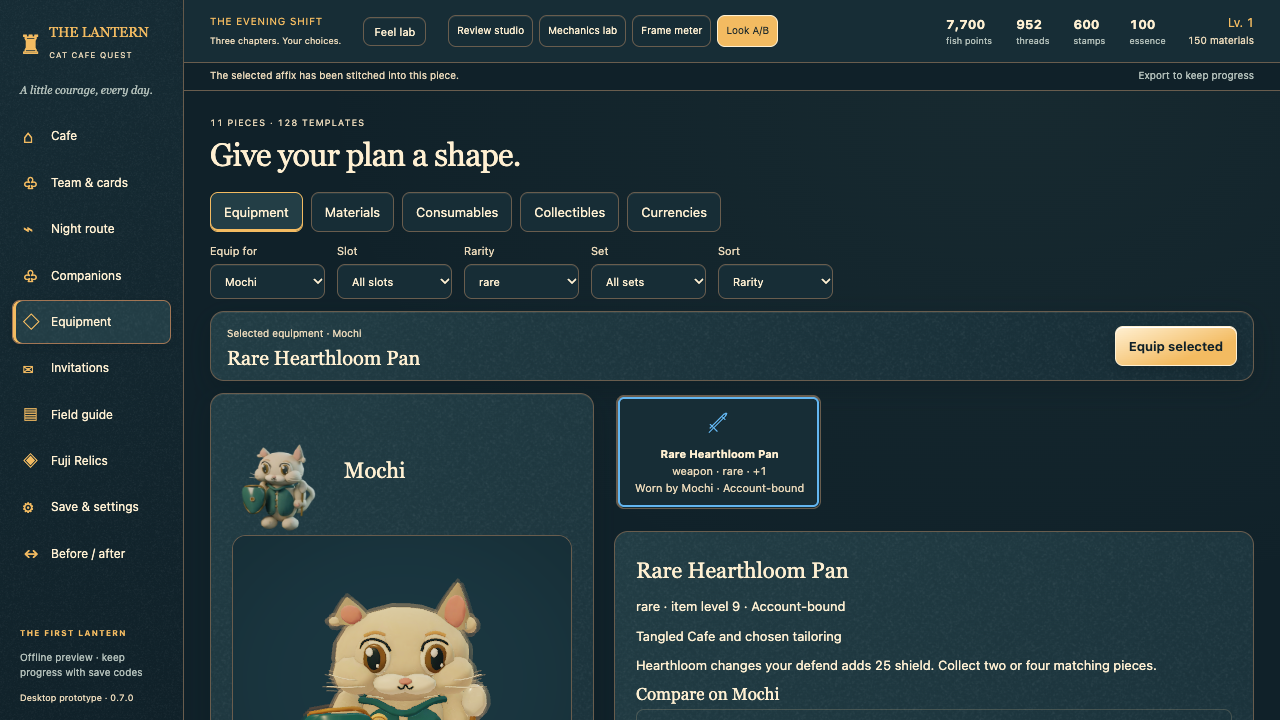 THE LANTERN
CAT CAFE QUEST
A little courage, every day.
Cafe
Team & cards
Night route
Companions
Equipment
Invitations
Field guide
Fuji Relics
Save & settings
Before / after
THE FIRST LANTERN
Offline preview · keep
progress with save codes
Desktop prototype · 0.7.0
THE EVENING SHIFT
Three chapters. Your choices.
Feel lab
Review studio
Mechanics lab
Frame meter
Look A/B
7,700
fish points
952
threads
600
stamps
100
essence
Lv. 1
150 materials
The selected affix has been stitched into this piece.
Export to keep progress
11 PIECES · 128 TEMPLATES
Give your plan a shape.
Equipment
Materials
Consumables
Collectibles
Currencies
Equip for
Slot
Rarity
Set
Sort
Mochi
All slots
rare
All sets
Rarity
Selected equipment · Mochi
Rare Hearthloom Pan
Equip selected
Mochi
Rare Hearthloom Pan
weapon · rare · +1
Worn by Mochi · Account-bound
Rare Hearthloom Pan
rare · item level 9 · Account-bound
Tangled Cafe and chosen tailoring
Hearthloom changes your defend adds 25 shield. Collect two or four matching pieces.
Compare on Mochi